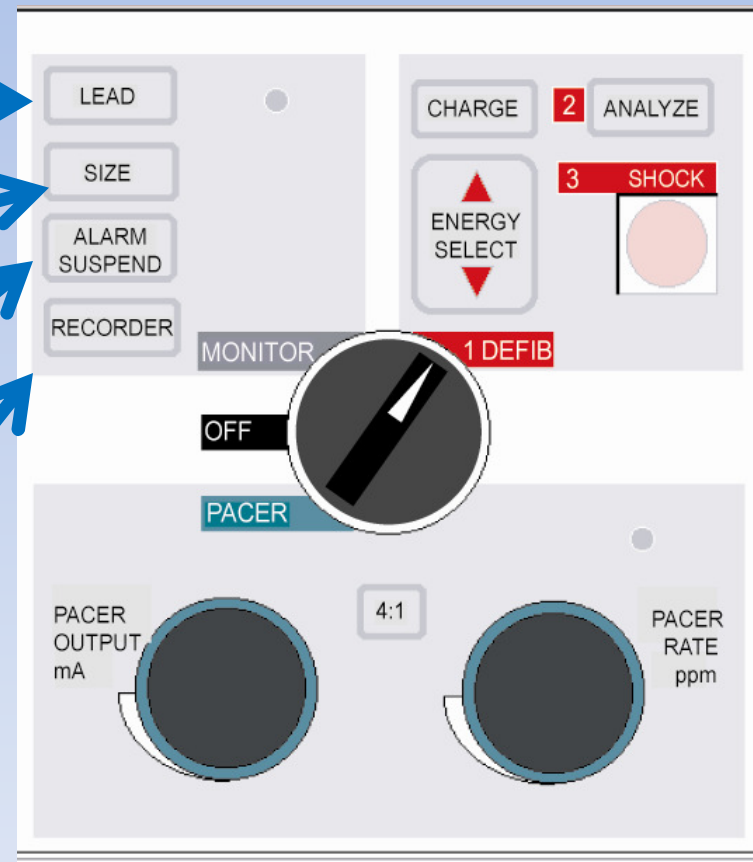 LEAD
SIZE
ALARM
SUSPEND
RECORDER
MONITOR
CHARGE
2 ANALYZE
3 SHOCK
ENERGY
SELECT
1 DEFIB
OFF
PACER
PACER
OUTPUT
mA
4:1
PACER
RATE
ppm